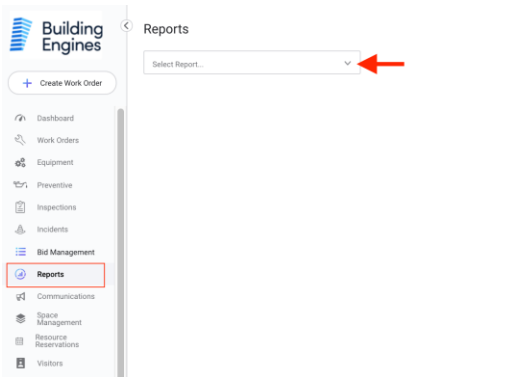 Building
Engines
Reports
Select Report...
Create Work Order
Dashboard
Work Orders
Equipment
Preventive
Inspections
Incidents
Bid Management
Reports
Communications
Space
Management
Resource
Reservations
Visitors